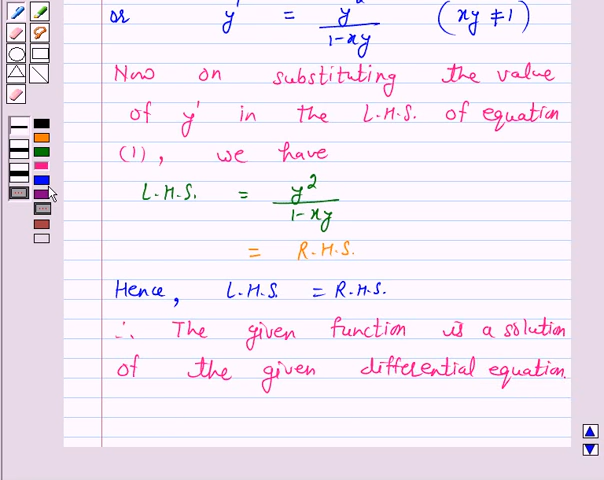 or y' = y²/1-xy (xy ≠ 1)
Now on substituting the value
of y' in the L.H.S. of equation
(1), we have
L.H.S. = y²/1-xy
= R.H.S.
Hence, L.H.S. = R.H.S.
∴ The given function is a solution
of the given differential equation.